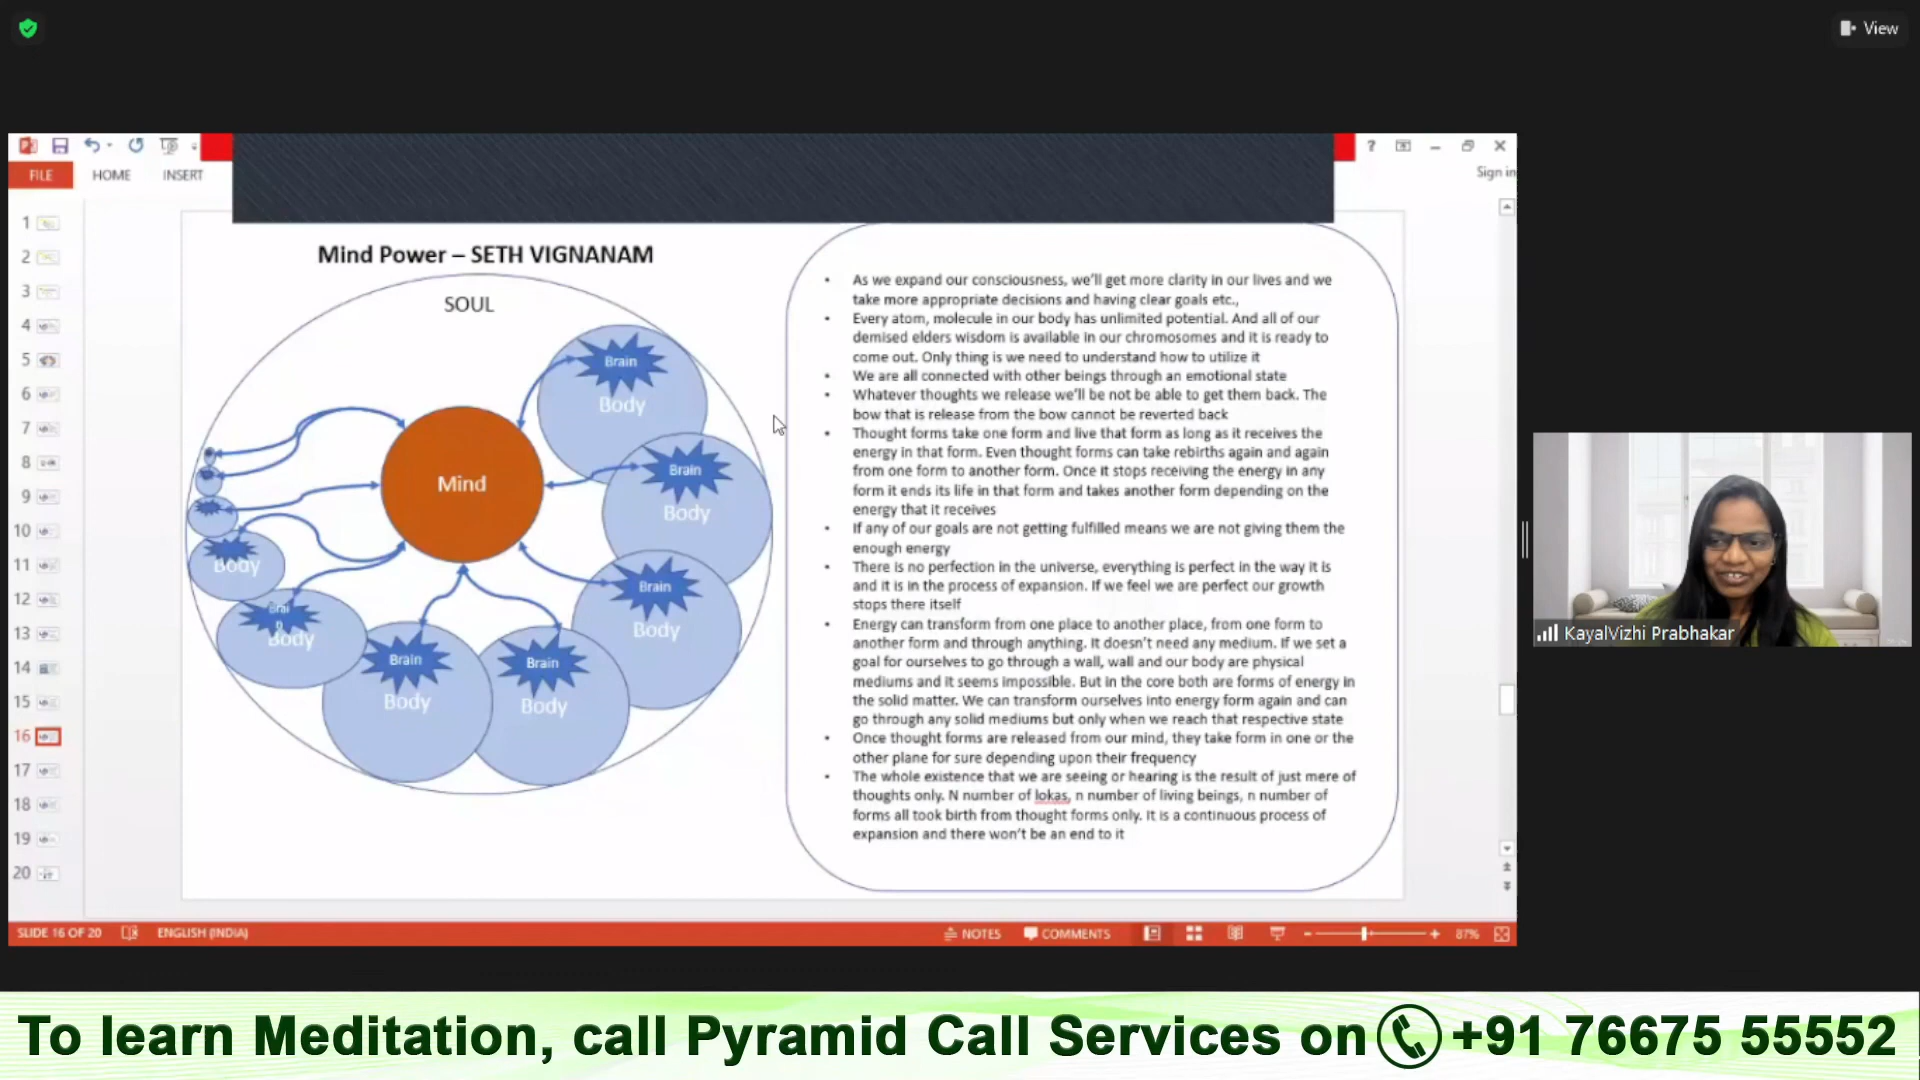 View
FILE
HOME
INSERT
?
Sign in
1
2
3
4
5
6
7
8
9
10
11
12
13
14
15
16
17
18
19
20
Mind Power – SETH VIGNANAM
SOUL
Mind
Brain
Body
Brain
Body
Brain
Body
Brain
Body
Brain
Body
Brai
n
Body
Body
• As we expand our consciousness, we'll get more clarity in our lives and we
take more appropriate decisions and having clear goals etc.,
• Every atom, molecule in our body has unlimited potential. And all of our
demised elders wisdom is available in our chromosomes and it is ready to
come out. Only thing is we need to understand how to utilize it
• We are all connected with other beings through an emotional state
• Whatever thoughts we release we'll be not be able to get them back. The
bow that is release from the bow cannot be reverted back
• Thought forms take one form and live that form as long as it receives the
energy in that form. Even thought forms can take rebirths again and again
from one form to another form. Once it stops receiving the energy in any
form it ends its life in that form and takes another form depending on the
energy that it receives
• If any of our goals are not getting fulfilled means we are not giving them the
enough energy
• There is no perfection in the universe, everything is perfect in the way it is
and it is in the process of expansion. If we feel we are perfect our growth
stops there itself
• Energy can transform from one place to another place, from one form to
another form and through anything. It doesn't need any medium. If we set a
goal for ourselves to go through a wall, wall and our body are physical
mediums and it seems impossible. But in the core both are forms of energy in
the solid matter. We can transform ourselves into energy form again and can
go through any solid mediums but only when we reach that respective state
• Once thought forms are released from our mind, they take form in one or the
other plane for sure depending upon their frequency
• The whole existence that we are seeing or hearing is the result of just mere of
thoughts only. N number of lokas, n number of living beings, n number of
forms all took birth from thought forms only. It is a continuous process of
expansion and there won't be an end to it
KayalVizhi Prabhakar
SLIDE 16 OF 20
ENGLISH (INDIA)
NOTES
COMMENTS
87%
To learn Meditation, call Pyramid Call Services on +91 76675 55552